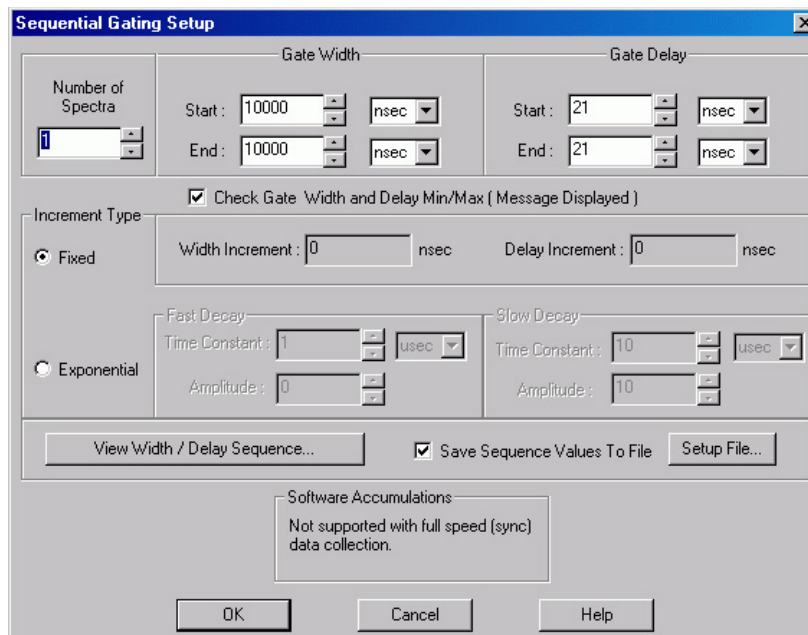 Sequential Gating Setup
Number of
Spectra
1
Gate Width
Start : 10000 nsec
End : 10000 nsec
Gate Delay
Start : 21 nsec
End : 21 nsec
Check Gate Width and Delay Min/Max ( Message Displayed )
Increment Type
Fixed
Width Increment : 0 nsec
Delay Increment : 0 nsec
Exponential
Fast Decay
Time Constant : 1 usec
Amplitude : 0
Slow Decay
Time Constant : 10 usec
Amplitude : 10
View Width / Delay Sequence...
Save Sequence Values To File
Setup File...
Software Accumulations
Not supported with full speed (sync)
data collection.
OK
Cancel
Help